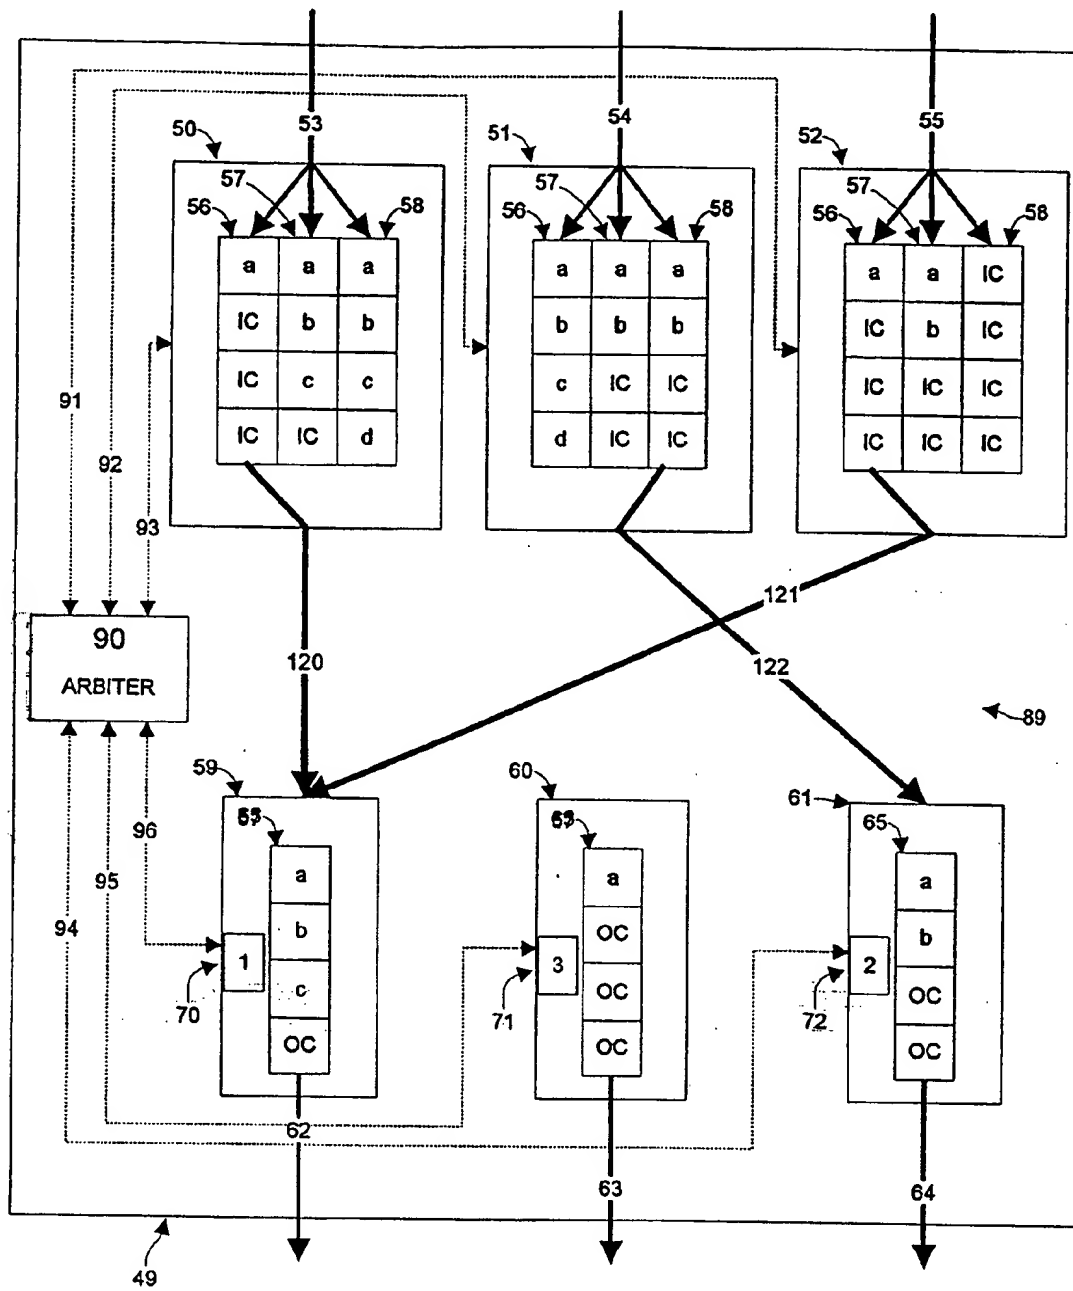 53
54
55
50
51
52
57
57
57
56
58
56
58
56
58
a a a
IC b b
IC c c
IC IC d
a a a
b b b
c IC IC
d IC IC
a a IC
IC b IC
IC IC IC
IC IC IC
91
92
93
90
ARBITER
120
121
122
89
59
60
61
65
96
95
94
a
b
c
OC
a
OC
OC
OC
a
b
OC
OC
1
3
2
70
71
72
62
63
64
49